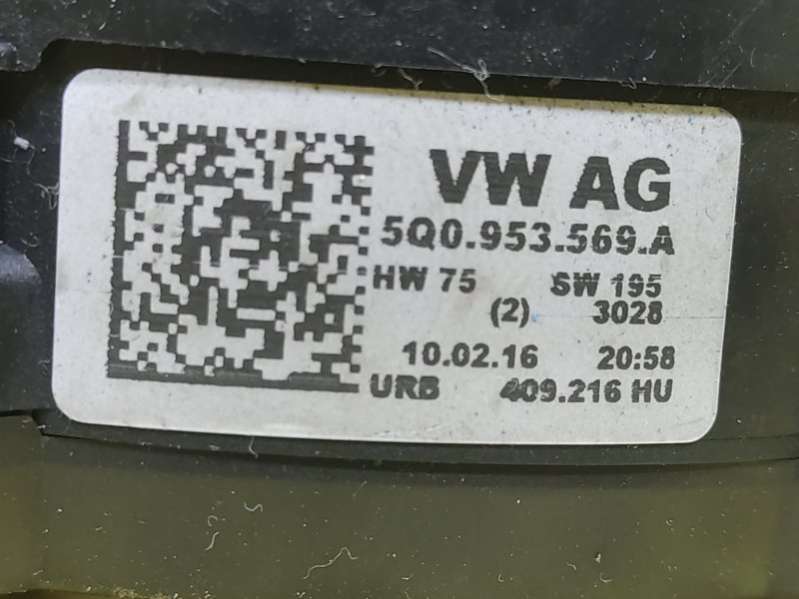 VW AG
5Q0.953.569.A
HW 75 SW 195
(2) 3028
10.02.16 20:58
URB 409.216 HU